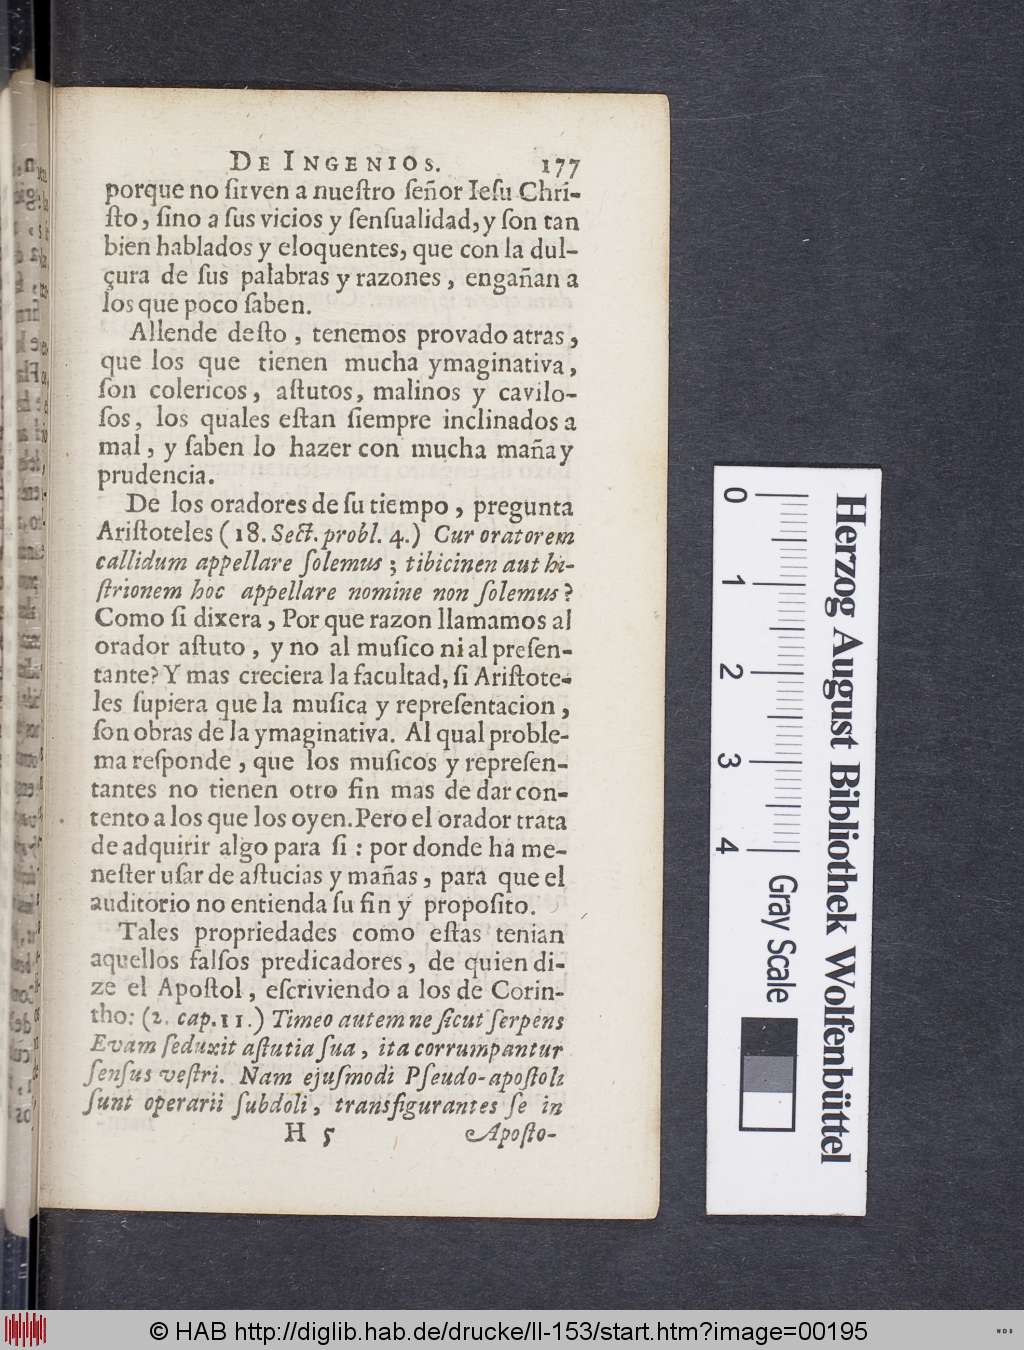 DE INGENIOS. 177
porque no sirven a nueſtro ſeñor Ieſu Chri-
ſto, ſino a ſus vicios y ſenſualidad, y ſon tan
bien hablados y eloquentes, que con la dul-
çura de ſus palabras y razones, engañan a
los que poco ſaben.
Allende deſto, tenemos provado atras,
que los que tienen mucha ymaginativa,
ſon colericos, aſtutos, malinos y cavilo-
ſos, los quales eſtan ſiempre inclinados a
mal, y ſaben lo hazer con mucha maña y
prudencia.
De los oradores de ſu tiempo, pregunta
Ariſtoteles (18. Sect. probl. 4.) Cur oratorem
callidum appellare ſolemus; tibicinen aut hi-
ſtrionem hoc appellare nomine non ſolemus?
Como ſi dixera, Por que razon llamamos al
orador aſtuto, y no al muſico ni al preſen-
tante? Y mas creciera la facultad, ſi Ariſtote-
les ſupiera que la muſica y repreſentacion,
ſon obras de la ymaginativa. Al qual proble-
ma reſponde, que los muſicos y repreſen-
tantes no tienen otro fin mas de dar con-
tento a los que los oyen. Pero el orador trata
de adquirir algo para ſi: por donde ha me-
neſter uſar de aſtucias y mañas, para que el
auditorio no entienda ſu fin y propoſito.
Tales propriedades como eſtas tenian
aquellos falſos predicadores, de quien di-
ze el Apoſtol, eſcriviendo a los de Corin-
tho: (2. cap. 11.) Timeo autem ne ſicut ſerpens
Evam ſeduxit aſtutia ſua, ita corrumpantur
ſenſus veſtri. Nam ejuſmodi Pſeudo-apoſtoli
ſunt operarii ſubdoli, transfigurantes ſe in
H 5 Apoſto-
0 1 2 3 4
Gray Scale
Herzog August Bibliothek Wolfenbüttel
© HAB http://diglib.hab.de/drucke/ll-153/start.htm?image=00195
WDB